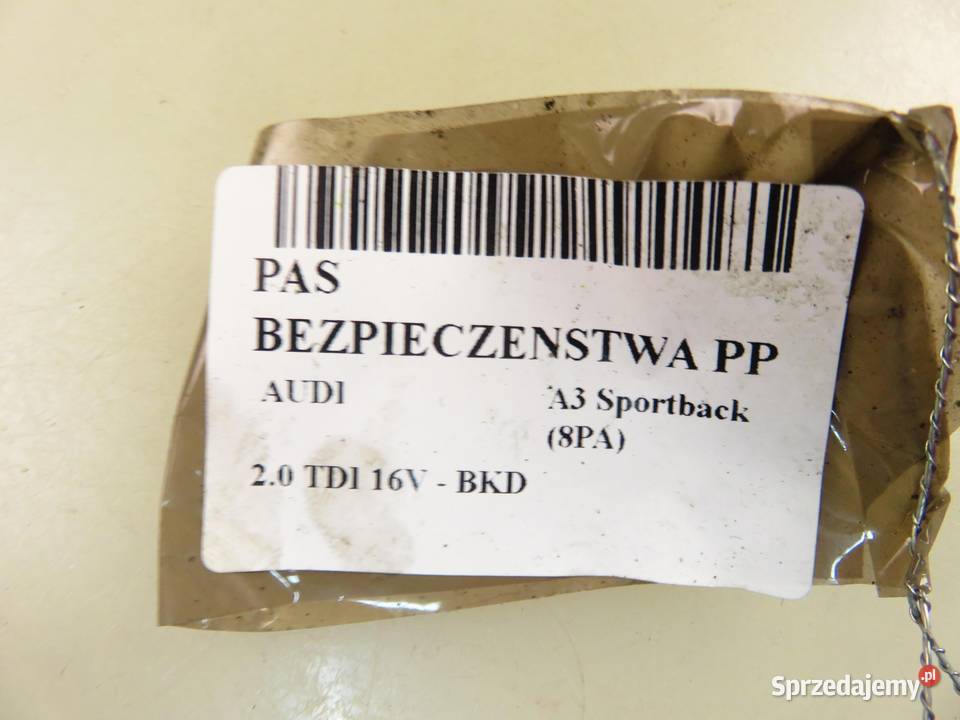 PAS
BEZPIECZENSTWA PP
AUDI A3 Sportback
(8PA)
2.0 TDI 16V - BKD
Sprzedajemy.pl